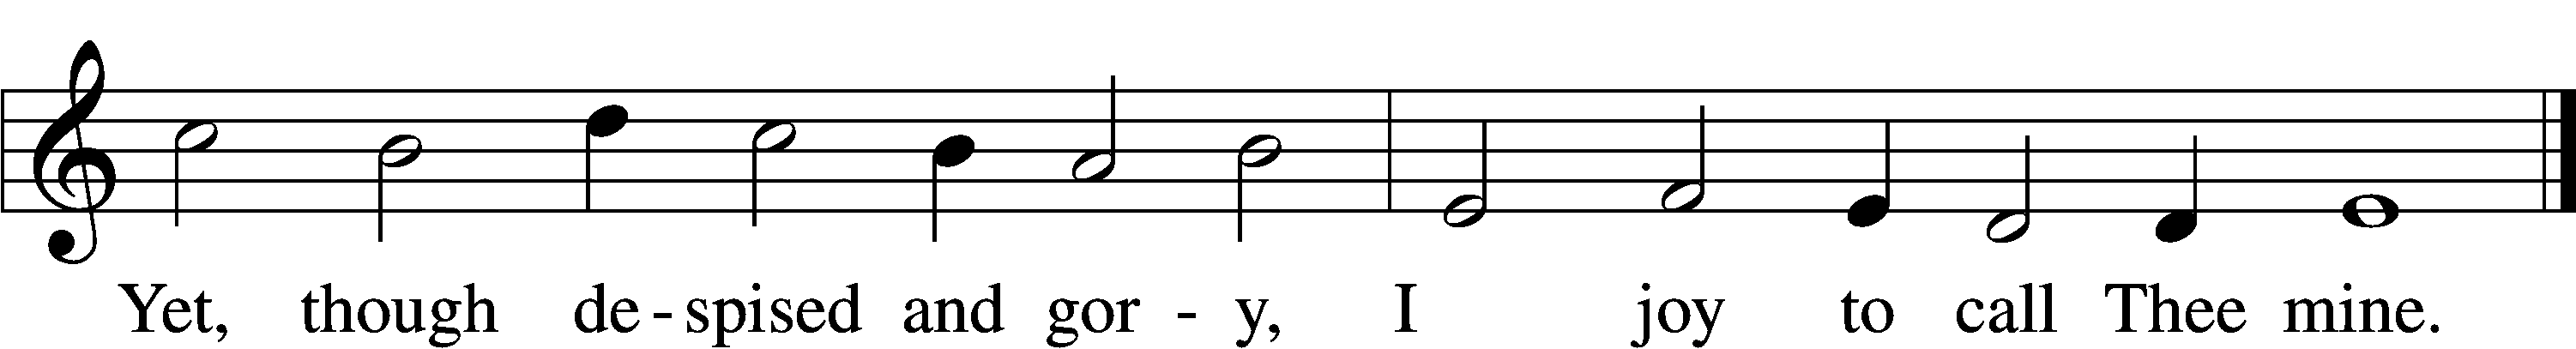 Yet, though de - spised and gor - y, I joy to call Thee mine.